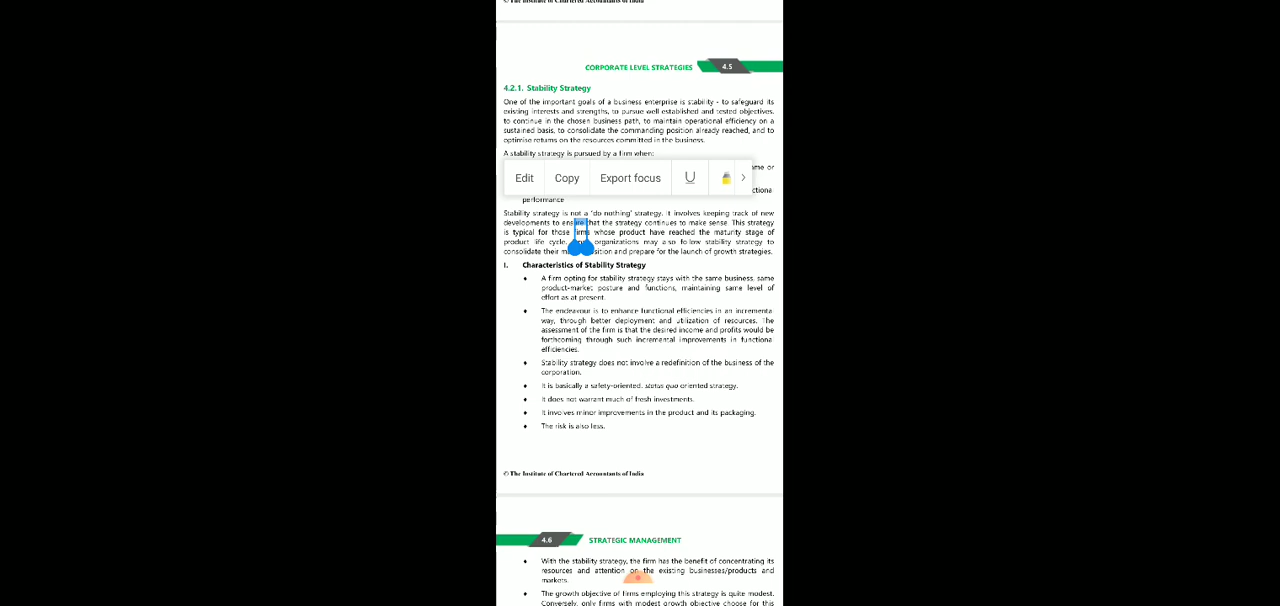 © The Institute of Chartered Accountants of India
CORPORATE LEVEL STRATEGIES 4.5
4.2.1. Stability Strategy
One of the important goals of a business enterprise is stability - to safeguard its
existing interests and strengths, to pursue well established and tested objectives,
to continue in the chosen business path, to maintain operational efficiency on a
sustained basis, to consolidate the commanding position already reached, and to
optimise returns on the resources committed in the business.
A stability strategy is pursued by a firm when:
me or
Edit Copy Export focus U
ctional
performance
Stability strategy is not a 'do nothing' strategy. It involves keeping track of new
developments to ensure that the strategy continues to make sense. This strategy
is typical for those firms whose product have reached the maturity stage of
product life cycle. organizations may also follow stability strategy to
consolidate their sition and prepare for the launch of growth strategies.
I. Characteristics of Stability Strategy
♦ A firm opting for stability strategy stays with the same business, same
product-market posture and functions, maintaining same level of
effort as at present.
♦ The endeavour is to enhance functional efficiencies in an incremental
way, through better deployment and utilization of resources. The
assessment of the firm is that the desired income and profits would be
forthcoming through such incremental improvements in functional
efficiencies.
♦ Stability strategy does not involve a redefinition of the business of the
corporation.
♦ It is basically a safety-oriented, status quo oriented strategy.
♦ It does not warrant much of fresh investments.
♦ It involves minor improvements in the product and its packaging.
♦ The risk is also less.
© The Institute of Chartered Accountants of India
4.6 STRATEGIC MANAGEMENT
♦ With the stability strategy, the firm has the benefit of concentrating its
resources and attention on the existing businesses/products and
markets.
♦ The growth objective of firms employing this strategy is quite modest.
Conversely, only firms with modest growth objective choose for this